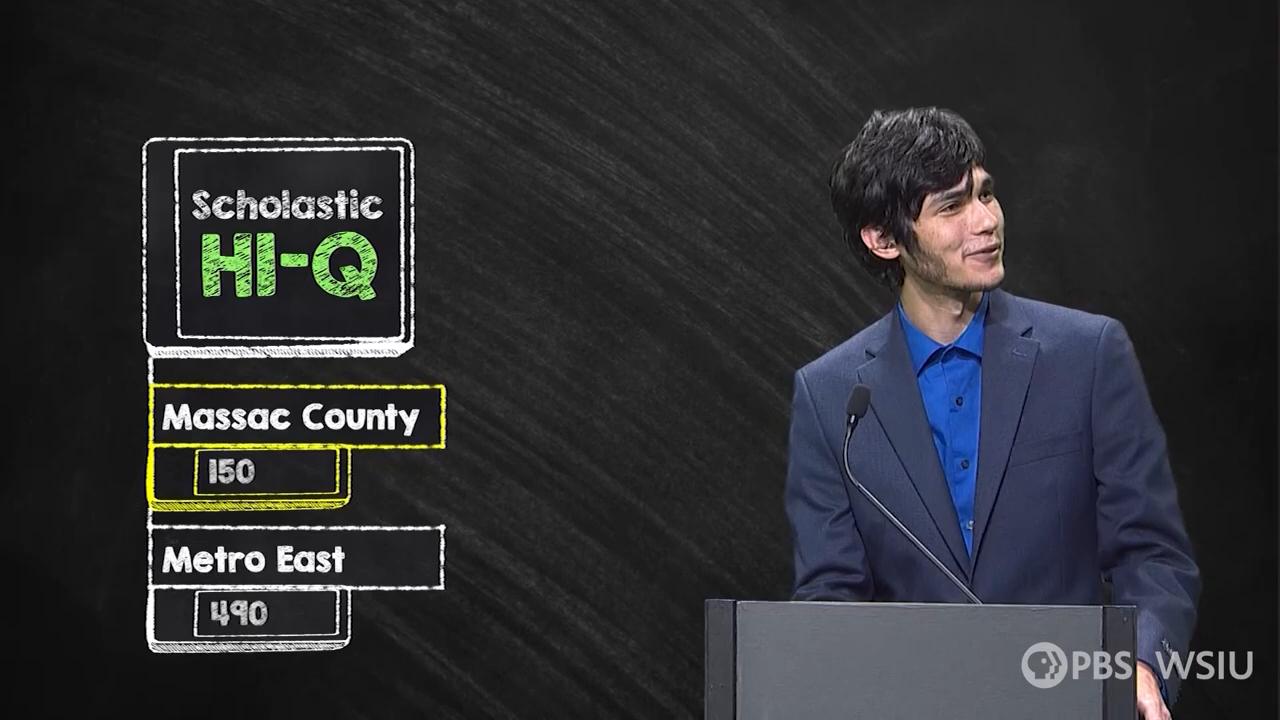 Scholastic
HI-Q
Massac County
150
Metro East
490
PBS WSIU